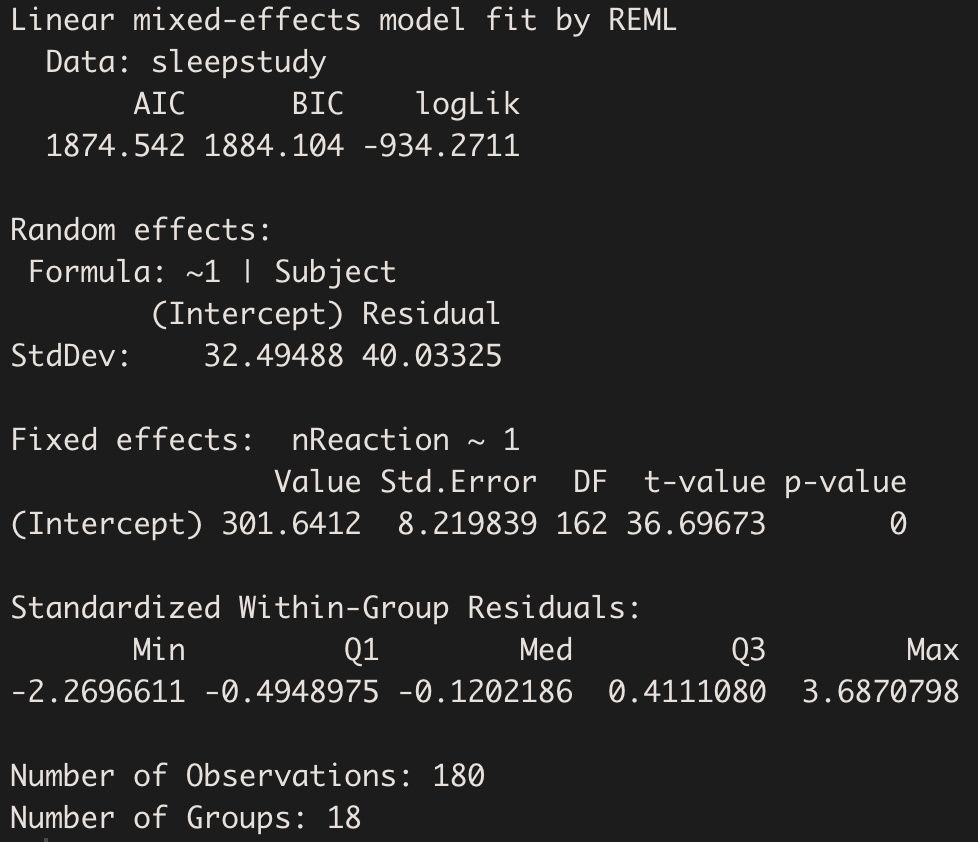 Linear mixed-effects model fit by REML
  Data: sleepstudy
       AIC      BIC    logLik
  1874.542 1884.104 -934.2711

Random effects:
 Formula: ~1 | Subject
        (Intercept) Residual
StdDev:    32.49488 40.03325

Fixed effects:  nReaction ~ 1
               Value Std.Error  DF  t-value p-value
(Intercept) 301.6412  8.219839 162 36.69673       0

Standardized Within-Group Residuals:
       Min         Q1        Med         Q3        Max
-2.2696611 -0.4948975 -0.1202186  0.4111080  3.6870798

Number of Observations: 180
Number of Groups: 18